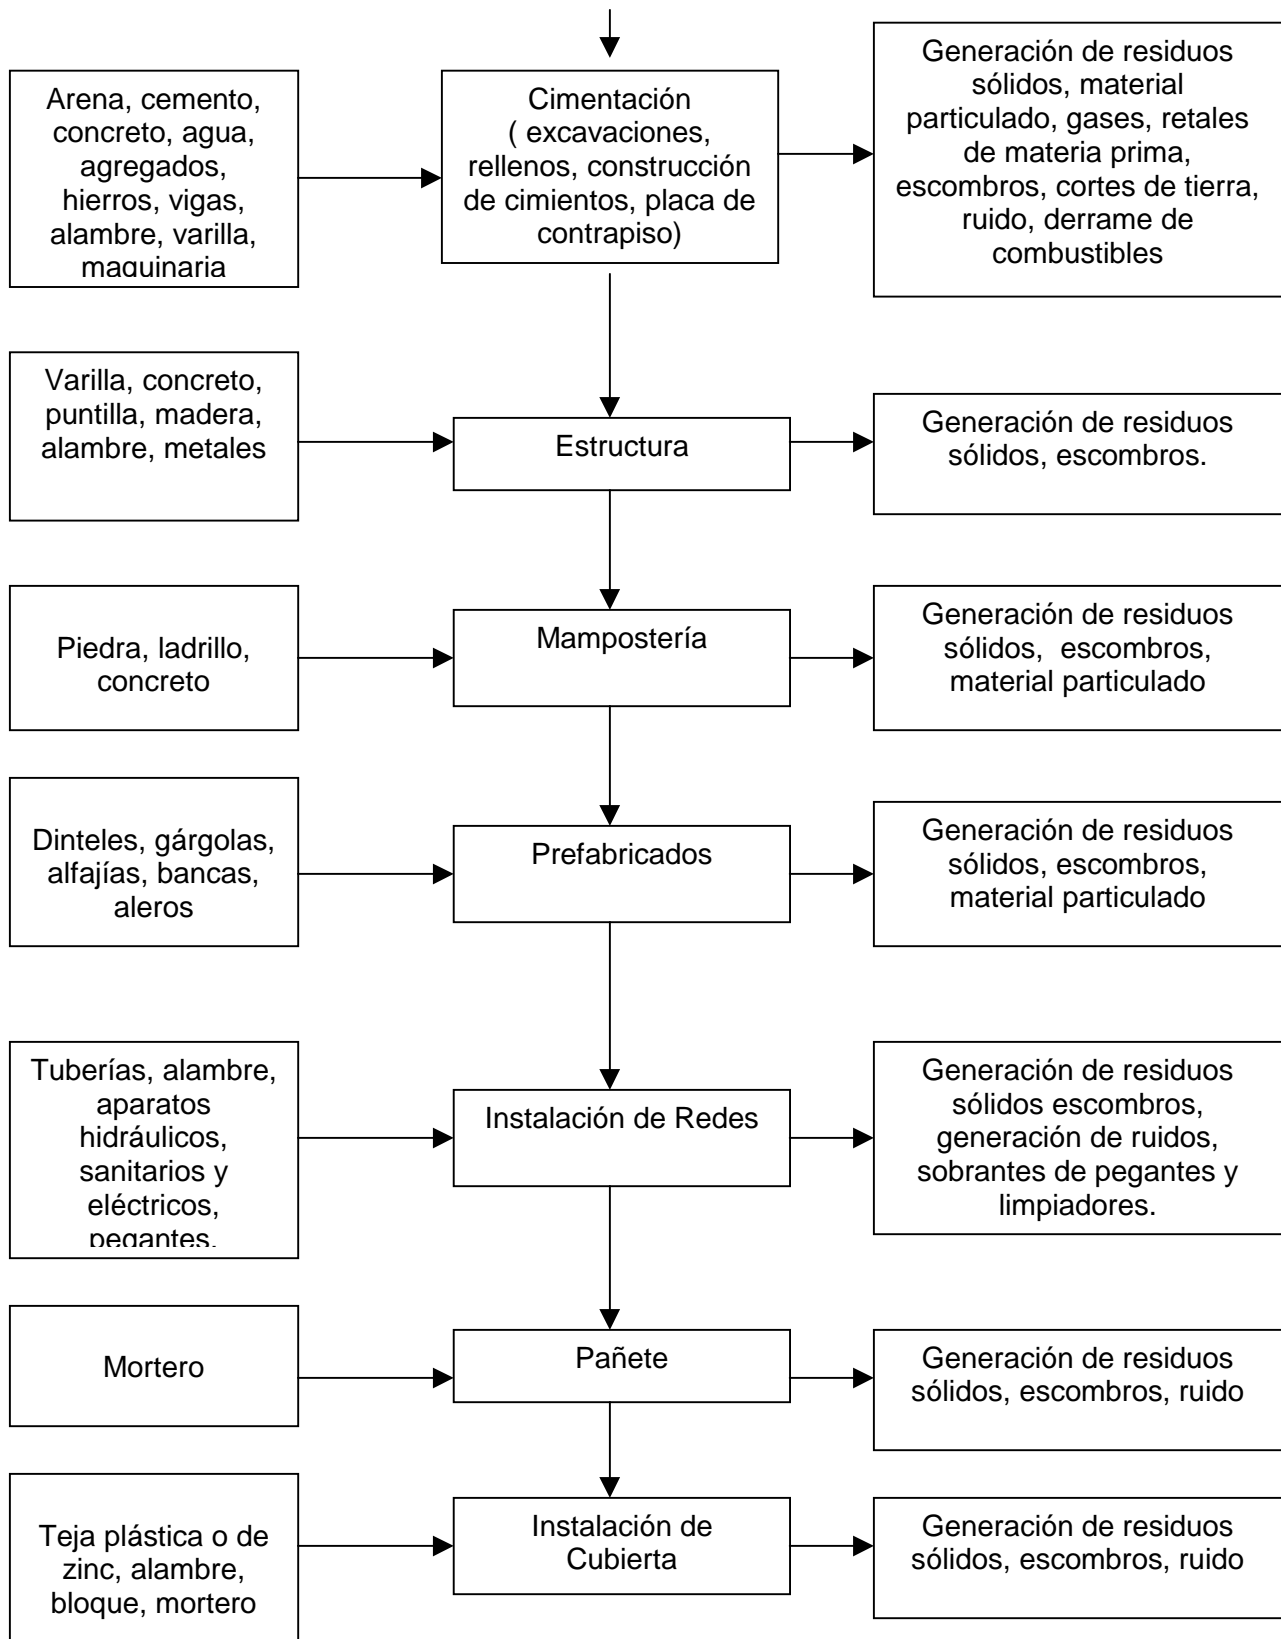 Arena, cemento,
concreto, agua,
agregados,
hierros, vigas,
alambre, varilla,
maquinaria
Cimentación
( excavaciones,
rellenos, construcción
de cimientos, placa de
contrapiso)
Generación de residuos
sólidos, material
particulado, gases, retales
de materia prima,
escombros, cortes de tierra,
ruido, derrame de
combustibles
Varilla, concreto,
puntilla, madera,
alambre, metales
Estructura
Generación de residuos
sólidos, escombros.
Piedra, ladrillo,
concreto
Mampostería
Generación de residuos
sólidos, escombros,
material particulado
Dinteles, gárgolas,
alfajías, bancas,
aleros
Prefabricados
Generación de residuos
sólidos, escombros,
material particulado
Tuberías, alambre,
aparatos
hidráulicos,
sanitarios y
eléctricos,
pegantes.
Instalación de Redes
Generación de residuos
sólidos escombros,
generación de ruidos,
sobrantes de pegantes y
limpiadores.
Mortero
Pañete
Generación de residuos
sólidos, escombros, ruido
Teja plástica o de
zinc, alambre,
bloque, mortero
Instalación de
Cubierta
Generación de residuos
sólidos, escombros, ruido